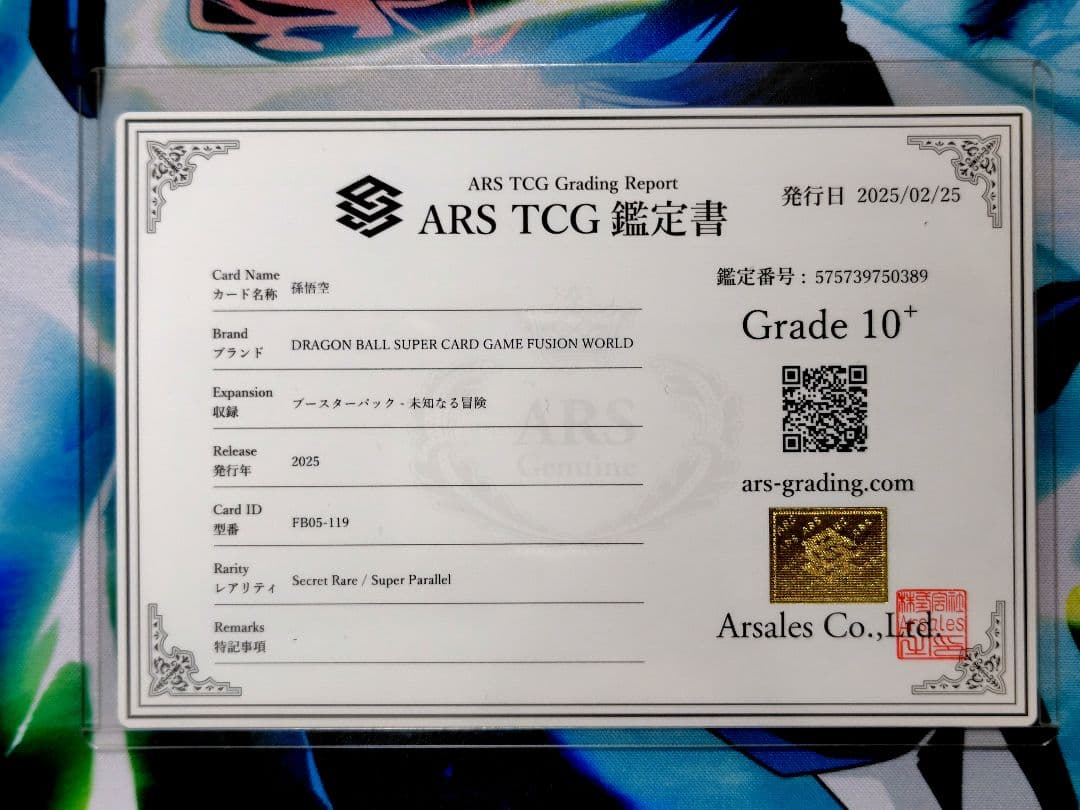 ARS TCG Grading Report
ARS TCG 鑑定書
発行日 2025/02/25
Card Name
カード名称
孫悟空
Brand
ブランド
DRAGON BALL SUPER CARD GAME FUSION WORLD
Expansion
収録
ブースターパック - 未知なる冒険
Release
発行年
2025
Card ID
型番
FB05-119
Rarity
レアリティ
Secret Rare / Super Parallel
Remarks
特記事項
-
鑑定番号 : 575739750389
Grade 10+
ars-grading.com
Arsales Co.,Ltd.
ARS
Genuine